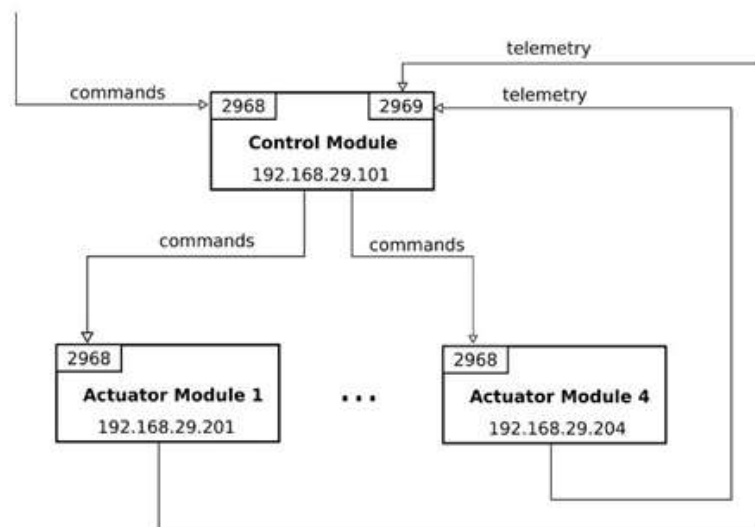 telemetry
commands
telemetry
2968
2969
Control Module
192.168.29.101
commands
commands
2968
Actuator Module 1
192.168.29.201
...
2968
Actuator Module 4
192.168.29.204